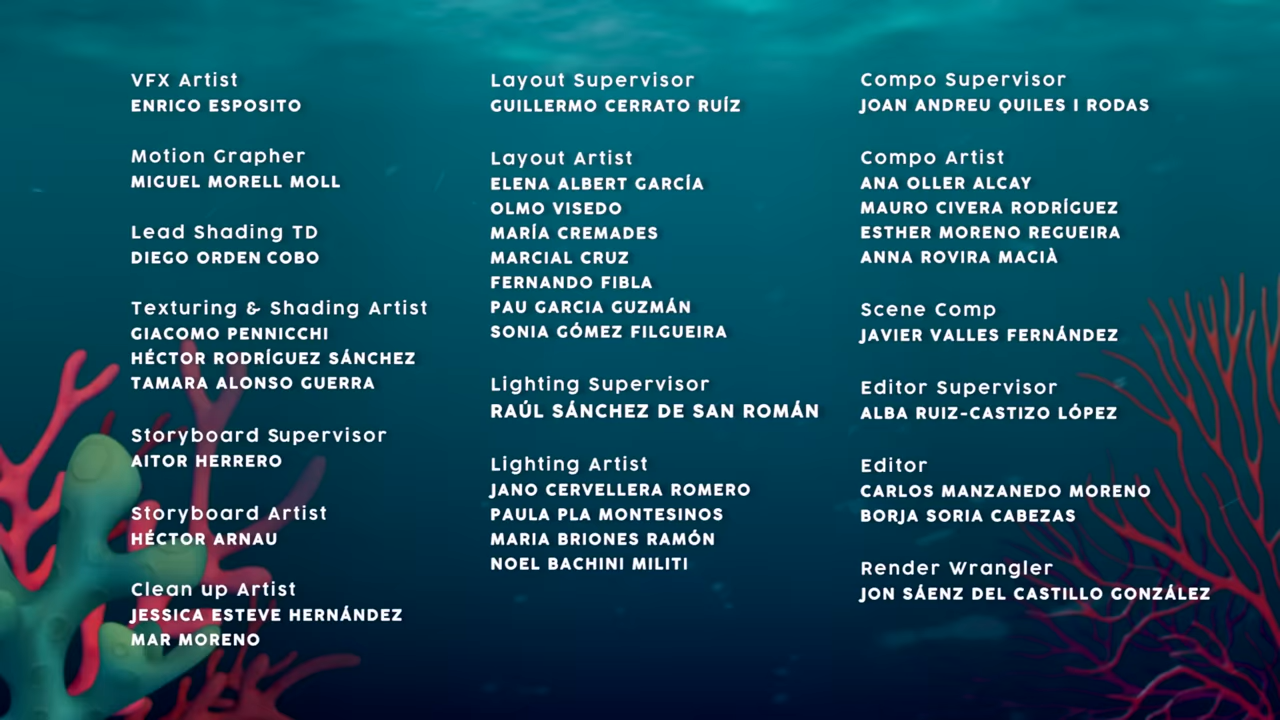 VFX Artist
ENRICO ESPOSITO
Motion Grapher
MIGUEL MORELL MOLL
Lead Shading TD
DIEGO ORDEN COBO
Texturing & Shading Artist
GIACOMO PENNICCHI
HÉCTOR RODRÍGUEZ SÁNCHEZ
TAMARA ALONSO GUERRA
Storyboard Supervisor
AITOR HERRERO
Storyboard Artist
HÉCTOR ARNAU
Clean up Artist
JESSICA ESTEVE HERNÁNDEZ
MAR MORENO
Layout Supervisor
GUILLERMO CERRATO RUÍZ
Layout Artist
ELENA ALBERT GARCÍA
OLMO VISEDO
MARÍA CREMADES
MARCIAL CRUZ
FERNANDO FIBLA
PAU GARCIA GUZMÁN
SONIA GÓMEZ FILGUEIRA
Lighting Supervisor
RAÚL SÁNCHEZ DE SAN ROMÁN
Lighting Artist
JANO CERVELLERA ROMERO
PAULA PLA MONTESINOS
MARIA BRIONES RAMÓN
NOEL BACHINI MILITI
Compo Supervisor
JOAN ANDREU QUILES I RODAS
Compo Artist
ANA OLLER ALCAY
MAURO CIVERA RODRÍGUEZ
ESTHER MORENO REGUEIRA
ANNA ROVIRA MACIÀ
Scene Comp
JAVIER VALLES FERNÁNDEZ
Editor Supervisor
ALBA RUIZ-CASTIZO LÓPEZ
Editor
CARLOS MANZANEDO MORENO
BORJA SORIA CABEZAS
Render Wrangler
JON SÁENZ DEL CASTILLO GONZÁLEZ